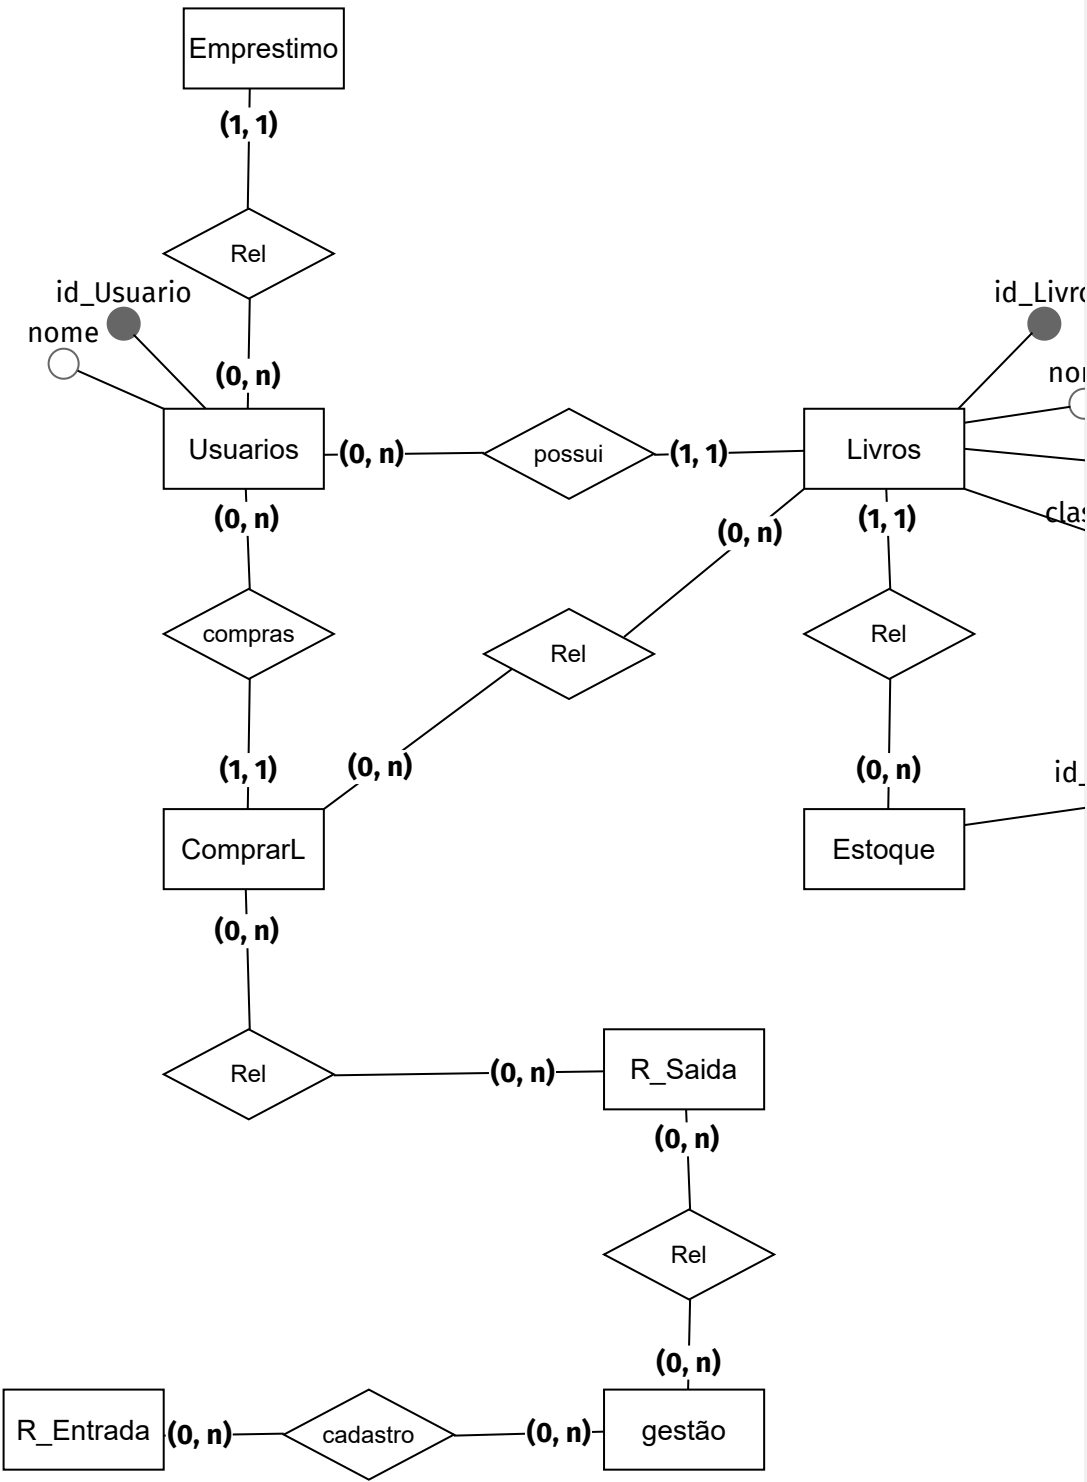 Emprestimo
(1, 1)
Rel
id_Usuario
nome
(0, n)
Usuarios
(0, n)
possui
(1, 1)
Livros
(0, n)
compras
(1, 1)
ComprarL
(0, n)
Rel
(0, n)
(1, 1)
Rel
(0, n)
Estoque
(0, n)
Rel
(0, n)
R_Saida
(0, n)
Rel
(0, n)
gestão
(0, n)
cadastro
(0, n)
R_Entrada